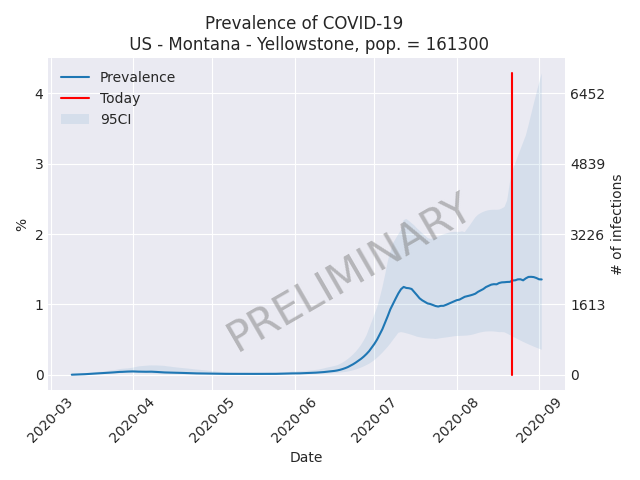 Prevalence of COVID-19
US - Montana - Yellowstone, pop. = 161300
Prevalence
Today
95CI
4
3
2
1
0
%
6452
4839
3226
1613
0
# of infections
PRELIMINARY
2020-03
2020-04
2020-05
2020-06
2020-07
2020-08
2020-09
Date